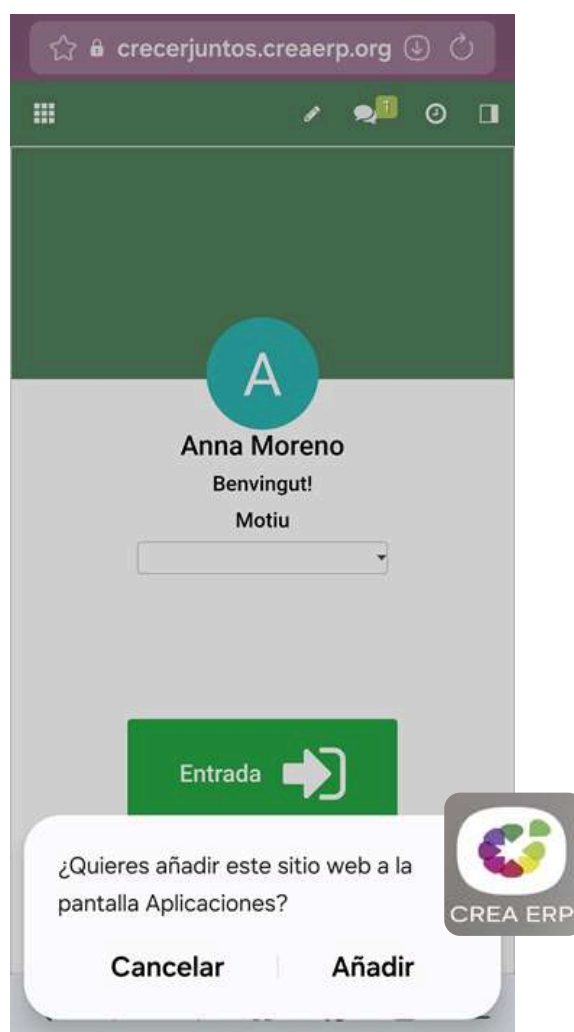 crecerjuntos.creaerp.org
1
A
Anna Moreno
Benvingut!
Motiu
Entrada
¿Quieres añadir este sitio web a la
pantalla Aplicaciones?
CREA ERP
Cancelar
Añadir